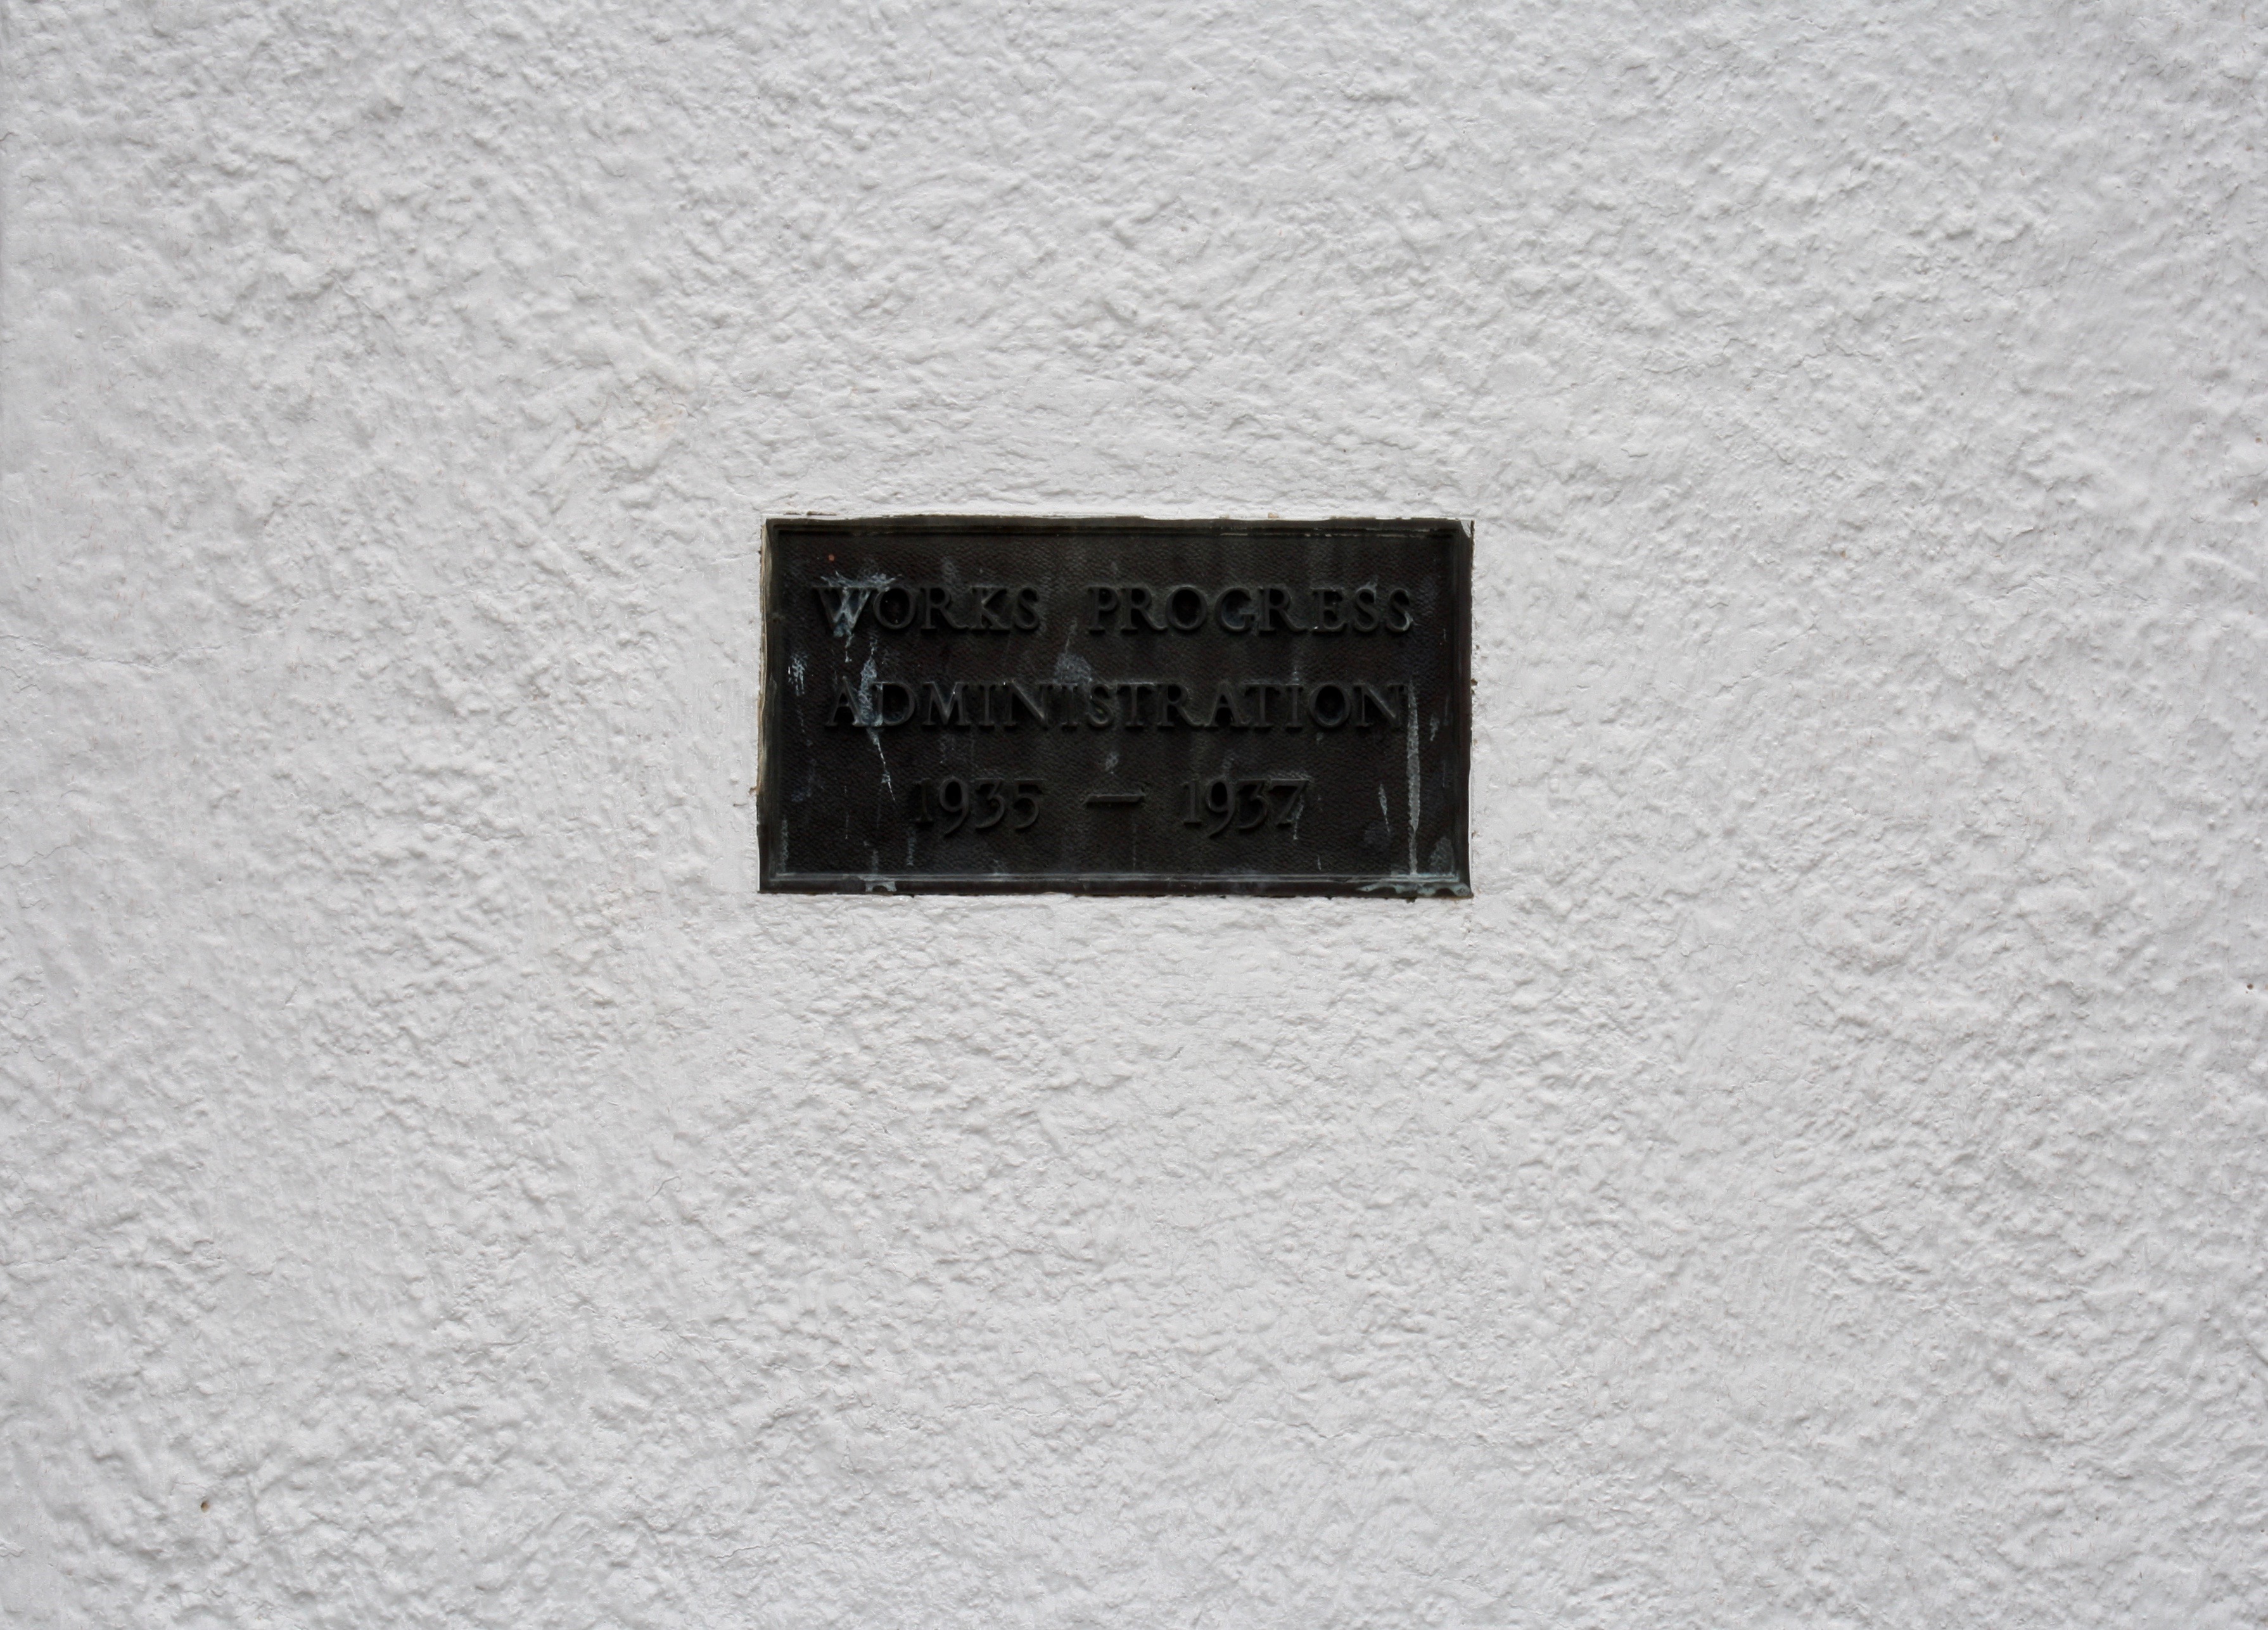 WORKS PROGRESS
ADMINISTRATION
1935 — 1937